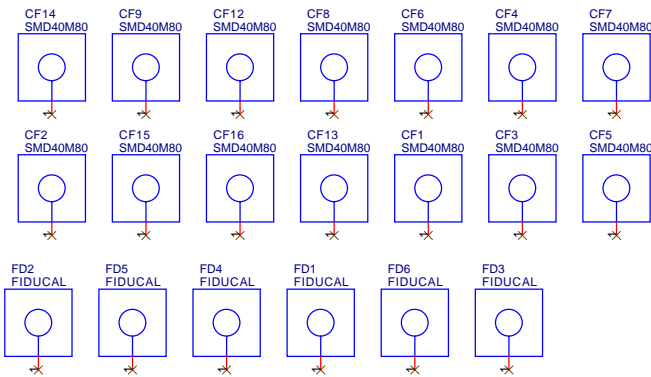 CF14 CF9 CF12 CF8 CF6 CF4 CF7
SMD40M80 SMD40M80 SMD40M80 SMD40M80 SMD40M80 SMD40M80 SMD40M80
CF2 CF15 CF16 CF13 CF1 CF3 CF5
SMD40M80 SMD40M80 SMD40M80 SMD40M80 SMD40M80 SMD40M80 SMD40M80
FD2 FD5 FD4 FD1 FD6 FD3
FIDUCAL FIDUCAL FIDUCAL FIDUCAL FIDUCAL FIDUCAL